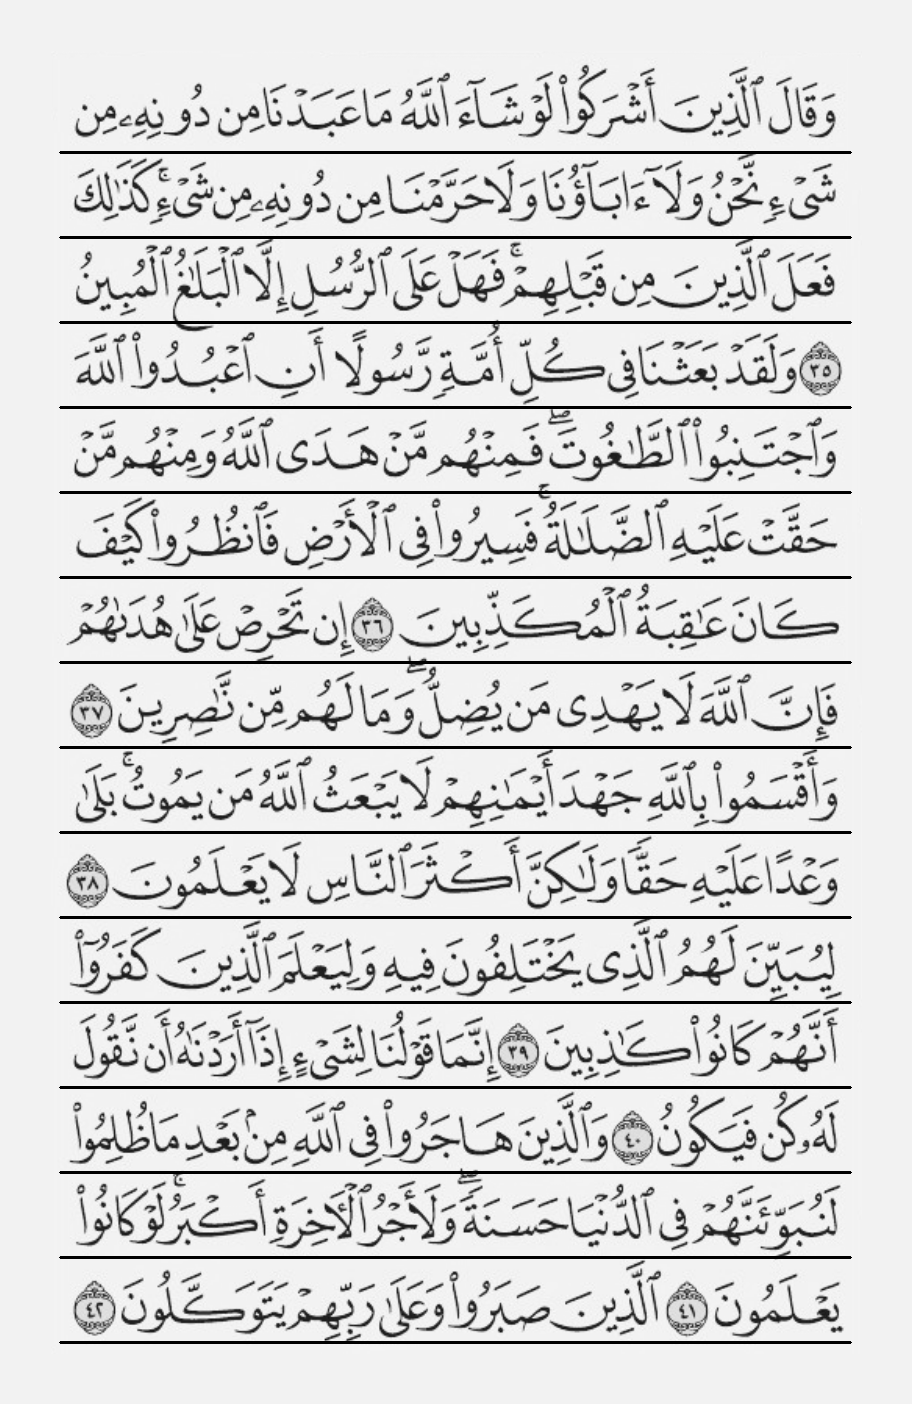 وَقَالَ ٱلَّذِينَ أَشْرَكُوا۟ لَوْ شَآءَ ٱللَّهُ مَا عَبَدْنَا مِن دُونِهِۦ مِن
شَىْءٍ نَّحْنُ وَلَآ ءَابَآؤُنَا وَلَا حَرَّمْنَا مِن دُونِهِۦ مِن شَىْءٍ ۚ كَذَٰلِكَ
فَعَلَ ٱلَّذِينَ مِن قَبْلِهِمْ ۚ فَهَلْ عَلَى ٱلرُّسُلِ إِلَّا ٱلْبَلَٰغُ ٱلْمُبِينُ
٣٥ وَلَقَدْ بَعَثْنَا فِى كُلِّ أُمَّةٍ رَّسُولًا أَنِ ٱعْبُدُوا۟ ٱللَّهَ
وَٱجْتَنِبُوا۟ ٱلطَّٰغُوتَ ۖ فَمِنْهُم مَّنْ هَدَى ٱللَّهُ وَمِنْهُم مَّنْ
حَقَّتْ عَلَيْهِ ٱلضَّلَٰلَةُ ۚ فَسِيرُوا۟ فِى ٱلْأَرْضِ فَٱنظُرُوا۟ كَيْفَ
كَانَ عَٰقِبَةُ ٱلْمُكَذِّبِينَ ٣٦ إِن تَحْرِصْ عَلَىٰ هُدَىٰهُمْ
فَإِنَّ ٱللَّهَ لَا يَهْدِى مَن يُضِلُّ ۖ وَمَا لَهُم مِّن نَّٰصِرِينَ ٣٧
وَأَقْسَمُوا۟ بِٱللَّهِ جَهْدَ أَيْمَٰنِهِمْ لَا يَبْعَثُ ٱللَّهُ مَن يَمُوتُ ۚ بَلَىٰ
وَعْدًا عَلَيْهِ حَقًّا وَلَٰكِنَّ أَكْثَرَ ٱلنَّاسِ لَا يَعْلَمُونَ ٣٨
لِيُبَيِّنَ لَهُمُ ٱلَّذِى يَخْتَلِفُونَ فِيهِ وَلِيَعْلَمَ ٱلَّذِينَ كَفَرُوٓا۟
أَنَّهُمْ كَانُوا۟ كَٰذِبِينَ ٣٩ إِنَّمَا قَوْلُنَا لِشَىْءٍ إِذَآ أَرَدْنَٰهُ أَن نَّقُولَ
لَهُۥ كُن فَيَكُونُ ٤٠ وَٱلَّذِينَ هَاجَرُوا۟ فِى ٱللَّهِ مِنۢ بَعْدِ مَا ظُلِمُوا۟
لَنُبَوِّئَنَّهُمْ فِى ٱلدُّنْيَا حَسَنَةً ۖ وَلَأَجْرُ ٱلْءَاخِرَةِ أَكْبَرُ ۚ لَوْ كَانُوا۟
يَعْلَمُونَ ٤١ ٱلَّذِينَ صَبَرُوا۟ وَعَلَىٰ رَبِّهِمْ يَتَوَكَّلُونَ ٤٢